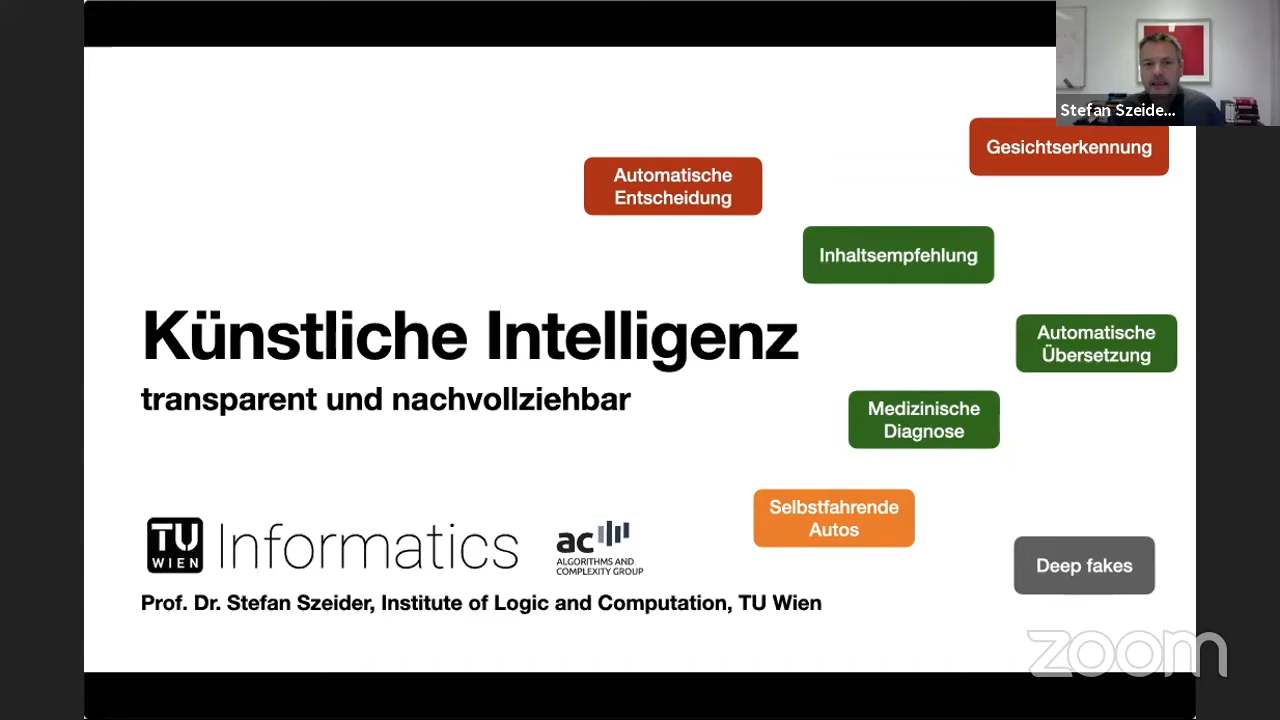 Stefan Szeide...
Gesichtserkennung
Automatische
Entscheidung
Inhaltsempfehlung
Künstliche Intelligenz
transparent und nachvollziehbar
Automatische
Übersetzung
Medizinische
Diagnose
Selbstfahrende
Autos
Deep fakes
TU
WIEN
Informatics
ac
ALGORITHMS AND
COMPLEXITY GROUP
Prof. Dr. Stefan Szeider, Institute of Logic and Computation, TU Wien
zoom